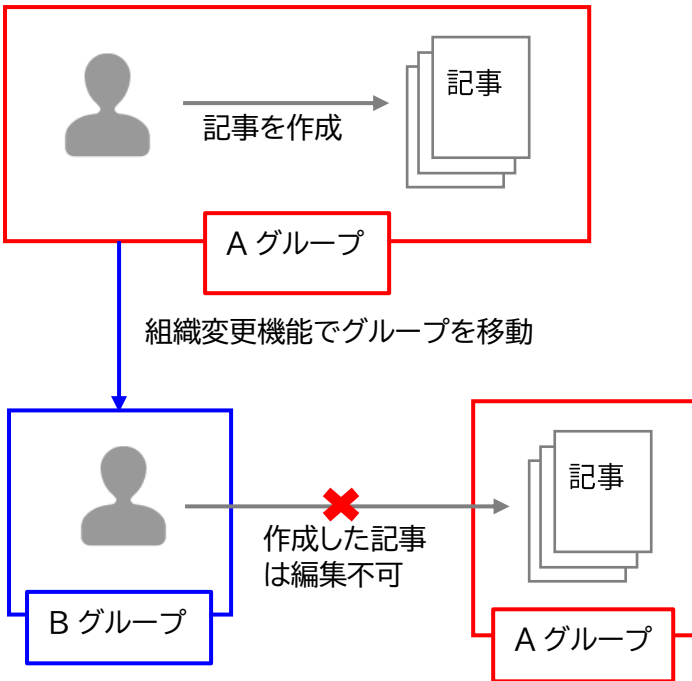 記事
記事を作成
A グループ
組織変更機能でグループを移動
記事
作成した記事
は編集不可
B グループ
A グループ